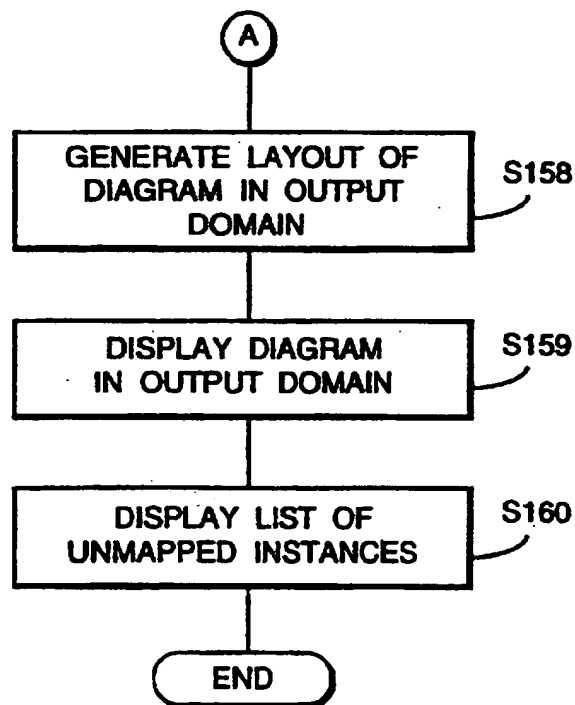 A
GENERATE LAYOUT OF
DIAGRAM IN OUTPUT
DOMAIN
S158
DISPLAY DIAGRAM
IN OUTPUT DOMAIN
S159
DISPLAY LIST OF
UNMAPPED INSTANCES
S160
END